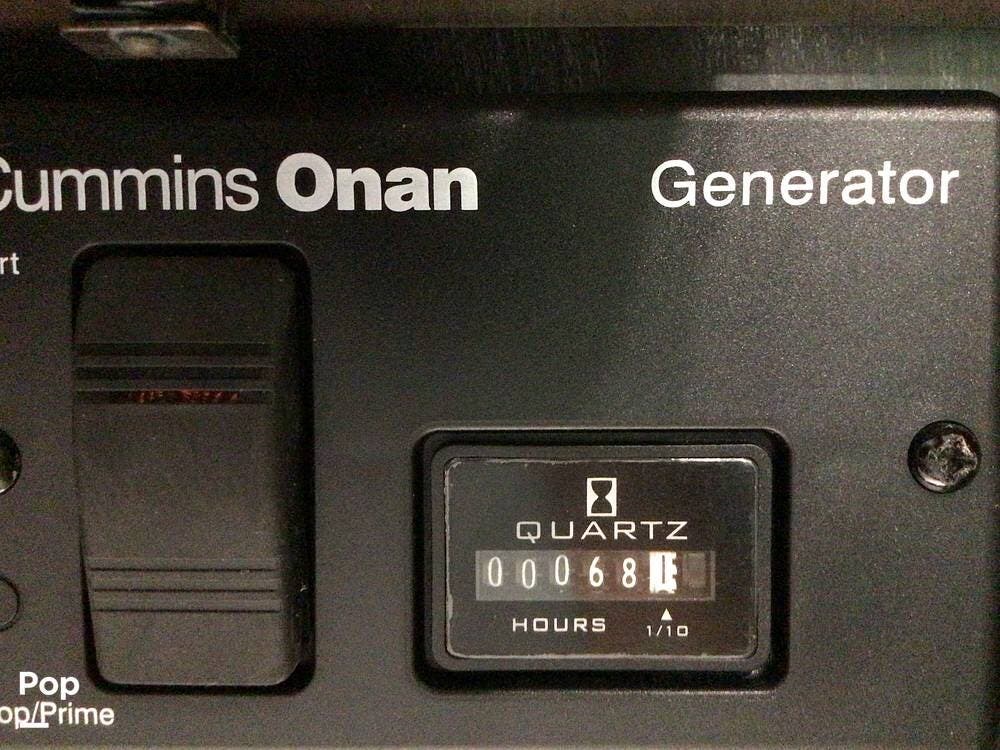 Cummins Onan
Generator
rt
QUARTZ
00068
HOURS
1/10
Pop
op/Prime